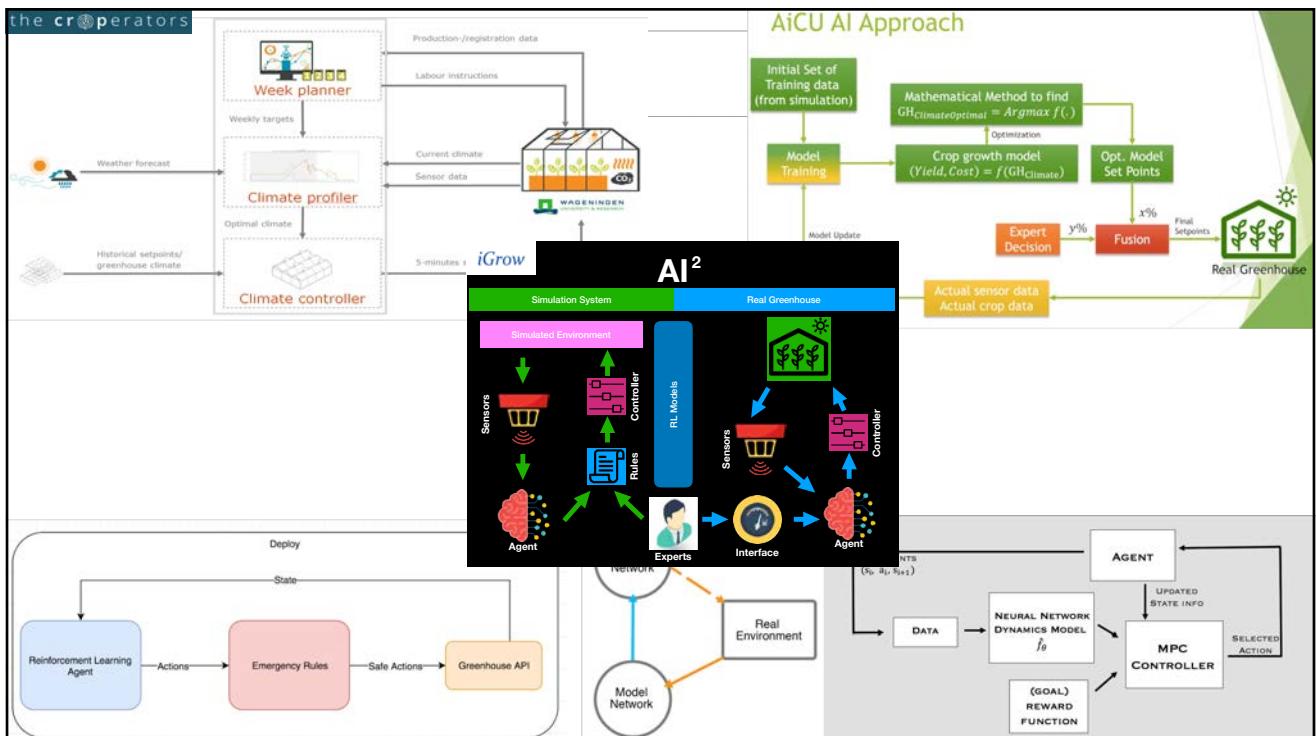 the croperators
Production-/registration data
Labour instructions
Week planner
Weekly targets
Weather forecast
Current climate
Sensor data
CO₂
Climate profiler
WAGENINGEN
UNIVERSITY & RESEARCH
Optimal climate
Historical setpoints/
greenhouse climate
5-minutes s
Climate controller
AiCU AI Approach
Initial Set of
Training data
(from simulation)
Mathematical Method to find
GH_ClimateOptimal = Argmax f(.)
Optimization
Model
Training
Crop growth model
(Yield, Cost) = f(GH_Climate)
Opt. Model
Set Points
x%
Expert
Decision
y%
Fusion
Final
Setpoints
Real Greenhouse
Model Update
Actual sensor data
Actual crop data
iGrow
AI²
Simulation System
Real Greenhouse
Simulated Environment
RL Models
Sensors
Controller
Rules
Agent
Experts
Sensors
Controller
Interface
Agent
Deploy
State
Reinforcement Learning
Agent
Actions
Emergency Rules
Safe Actions
Greenhouse API
Network
Real
Environment
Model
Network
NTS
(sᵢ, aᵢ, sᵢ₊₁)
AGENT
UPDATED
STATE INFO
DATA
NEURAL NETWORK
DYNAMICS MODEL
f̂_θ
MPC
CONTROLLER
SELECTED
ACTION
(GOAL)
REWARD
FUNCTION